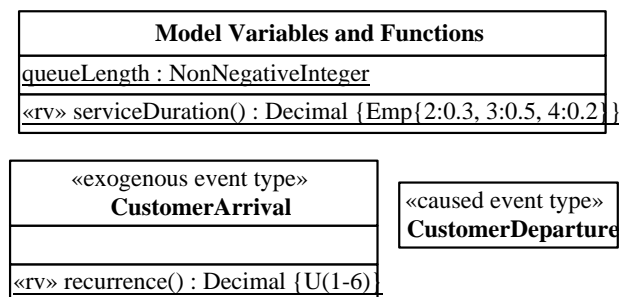 Model Variables and Functions
queueLength : NonNegativeInteger
«rv» serviceDuration() : Decimal {Emp{2:0.3, 3:0.5, 4:0.2}}
«exogenous event type»
CustomerArrival
«rv» recurrence() : Decimal {U(1-6)}
«caused event type»
CustomerDeparture